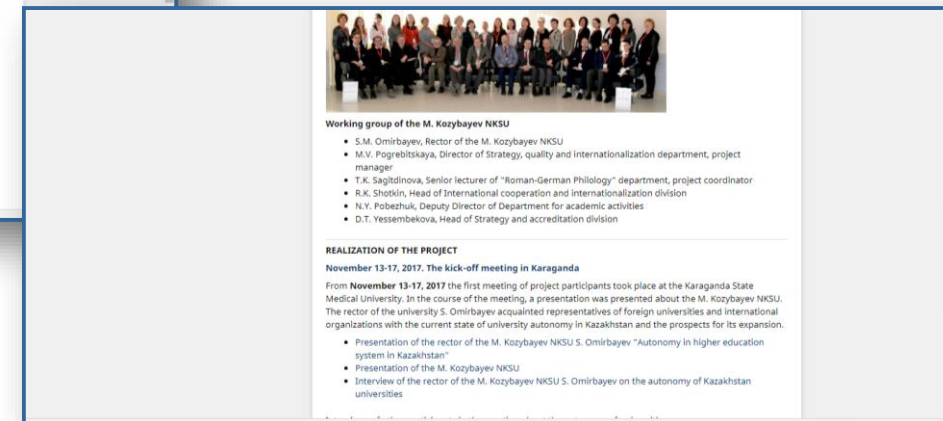 Working group of the M. Kozybayev NKSU
S.M. Omirbayev, Rector of the M. Kozybayev NKSU
M.V. Pogrebitskaya, Director of Strategy, quality and internationalization department, project
manager
T.K. Sagitdinova, Senior lecturer of "Roman-German Philology" department, project coordinator
R.K. Shotkin, Head of International cooperation and internationalization division
N.Y. Pobezhuk, Deputy Director of Department for academic activities
D.T. Yessembekova, Head of Strategy and accreditation division
REALIZATION OF THE PROJECT
November 13-17, 2017. The kick-off meeting in Karaganda
From November 13-17, 2017 the first meeting of project participants took place at the Karaganda State
Medical University. In the course of the meeting, a presentation was presented about the M. Kozybayev NKSU.
The rector of the university S. Omirbayev acquainted representatives of foreign universities and international
organizations with the current state of university autonomy in Kazakhstan and the prospects for its expansion.
Presentation of the rector of the M. Kozybayev NKSU S. Omirbayev "Autonomy in higher education
system in Kazakhstan"
Presentation of the M. Kozybayev NKSU
Interview of the rector of the M. Kozybayev NKSU S. Omirbayev on the autonomy of Kazakhstan
universities